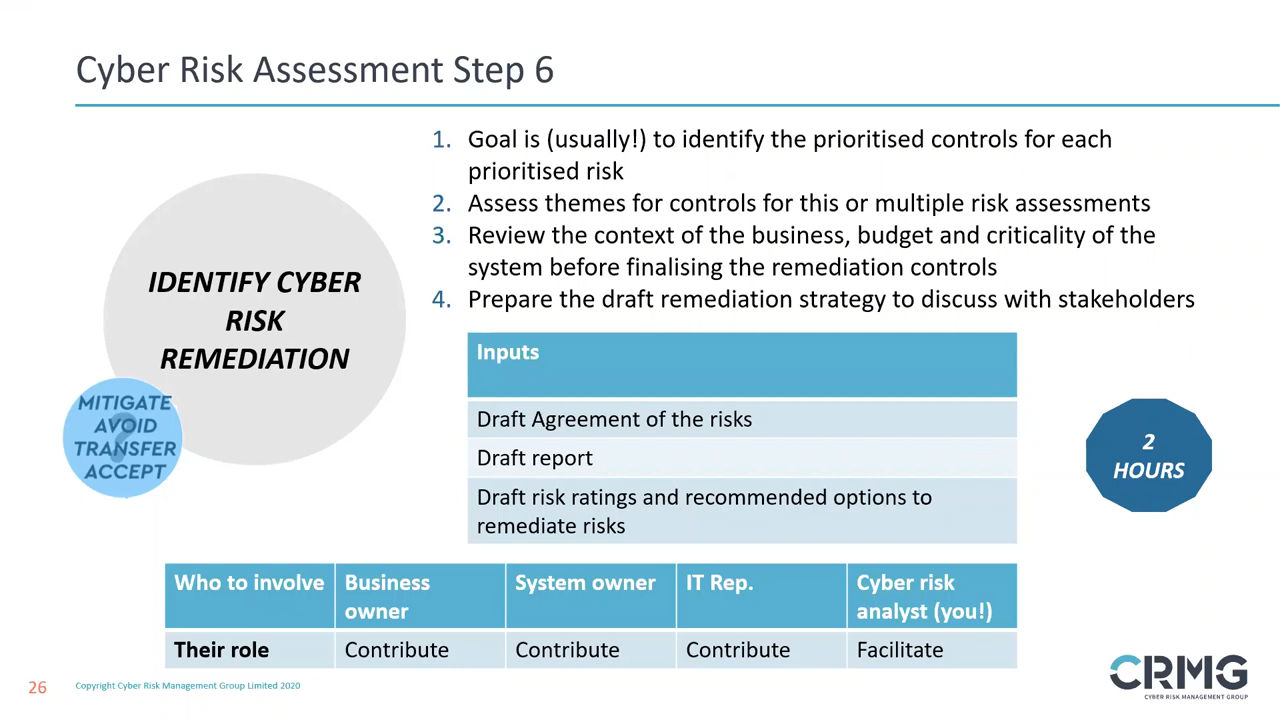 Cyber Risk Assessment Step 6
1. Goal is (usually!) to identify the prioritised controls for each
prioritised risk
2. Assess themes for controls for this or multiple risk assessments
3. Review the context of the business, budget and criticality of the
system before finalising the remediation controls
4. Prepare the draft remediation strategy to discuss with stakeholders
IDENTIFY CYBER
RISK
REMEDIATION
MITIGATE
AVOID
TRANSFER
ACCEPT
?
Inputs
Draft Agreement of the risks
Draft report
Draft risk ratings and recommended options to
remediate risks
2
HOURS
Who to involve
Business
owner
System owner
IT Rep.
Cyber risk
analyst (you!)
Their role
Contribute
Contribute
Contribute
Facilitate
26
Copyright Cyber Risk Management Group Limited 2020
CRMG
CYBER RISK MANAGEMENT GROUP